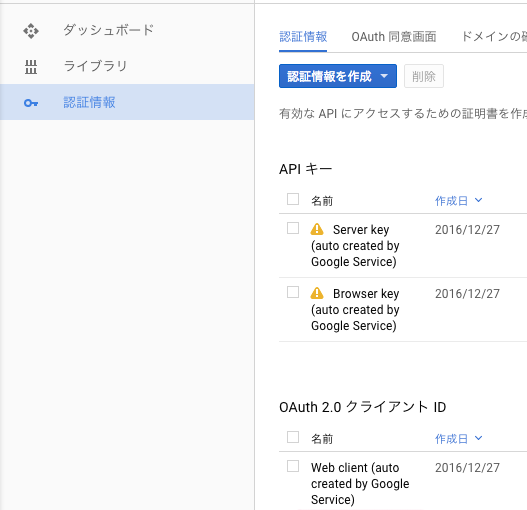 ダッシュボード
ライブラリ
認証情報
認証情報 OAuth 同意画面 ドメインの
認証情報を作成 削除
有効な API にアクセスするための証明書を作
API キー
名前 作成日
Server key 2016/12/27
(auto created by
Google Service)
Browser key 2016/12/27
(auto created by
Google Service)
OAuth 2.0 クライアント ID
名前 作成日
Web client (auto 2016/12/27
created by Google
Service)